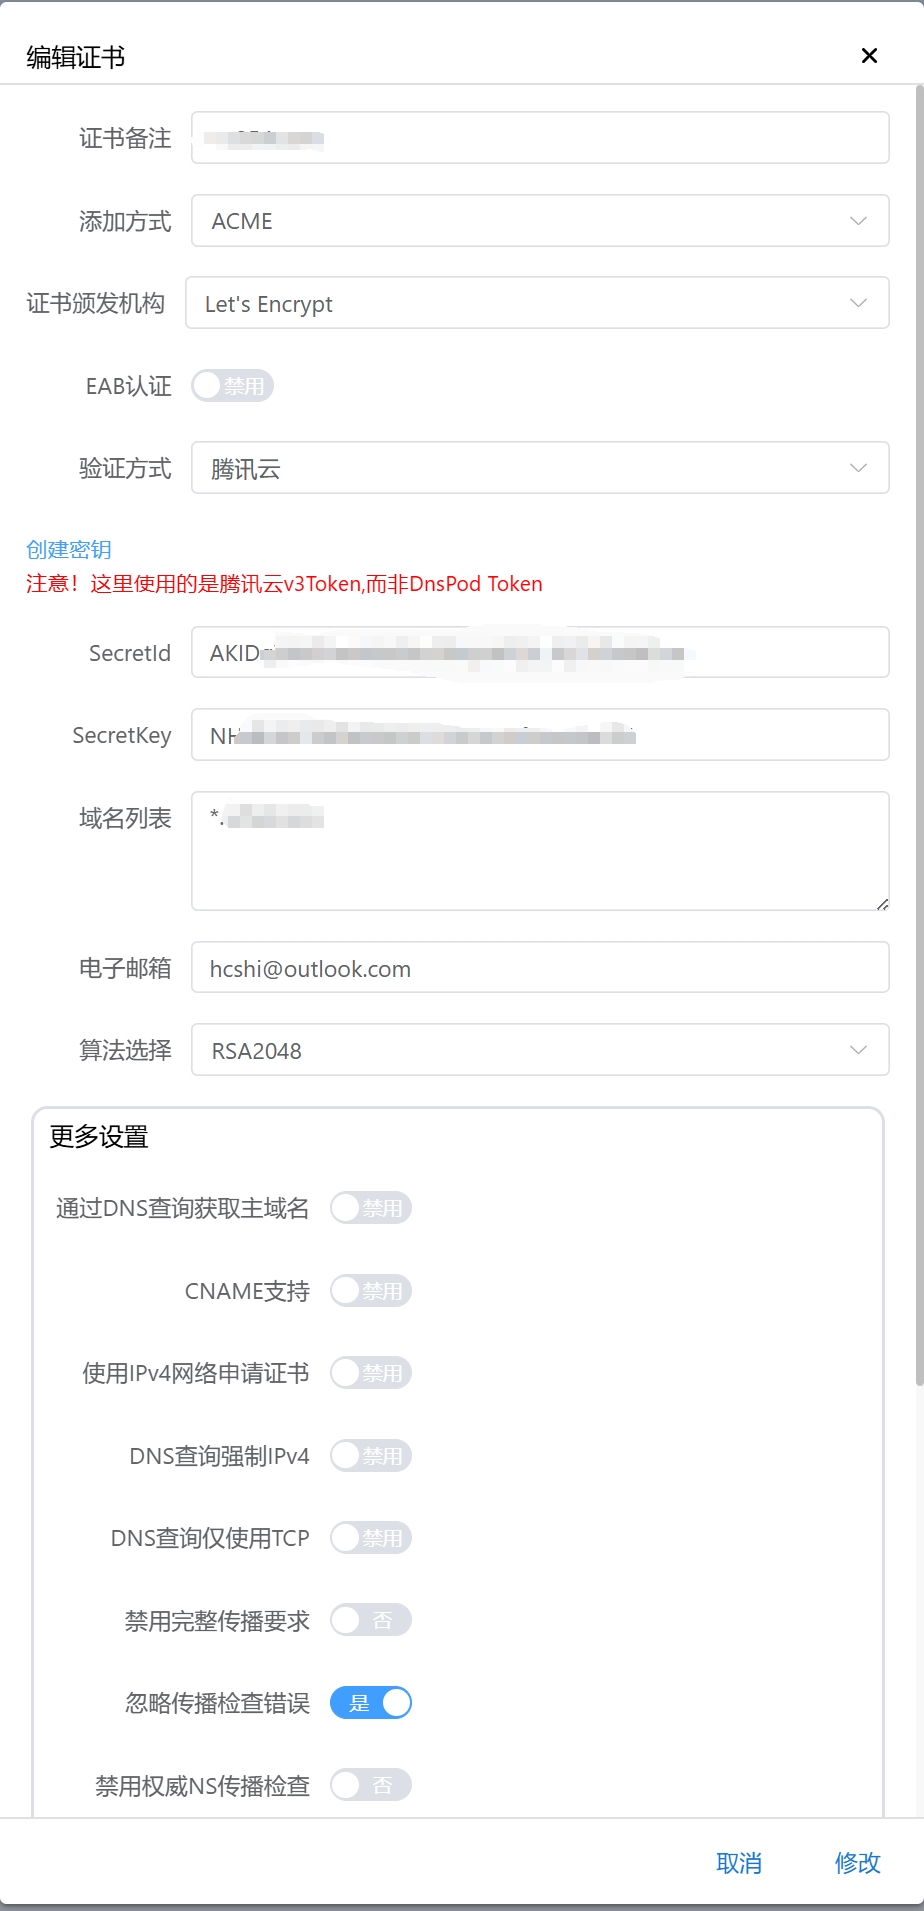 编辑证书
证书备注
添加方式 ACME
证书颁发机构 Let's Encrypt
EAB认证 禁用
验证方式 腾讯云
创建密钥
注意！这里使用的是腾讯云v3Token,而非DnsPod Token
SecretId AKID
SecretKey NH
域名列表 *.
电子邮箱 hcshi@outlook.com
算法选择 RSA2048
更多设置
通过DNS查询获取主域名 禁用
CNAME支持 禁用
使用IPv4网络申请证书 禁用
DNS查询强制IPv4 禁用
DNS查询仅使用TCP 禁用
禁用完整传播要求 否
忽略传播检查错误 是
禁用权威NS传播检查 否
取消 修改